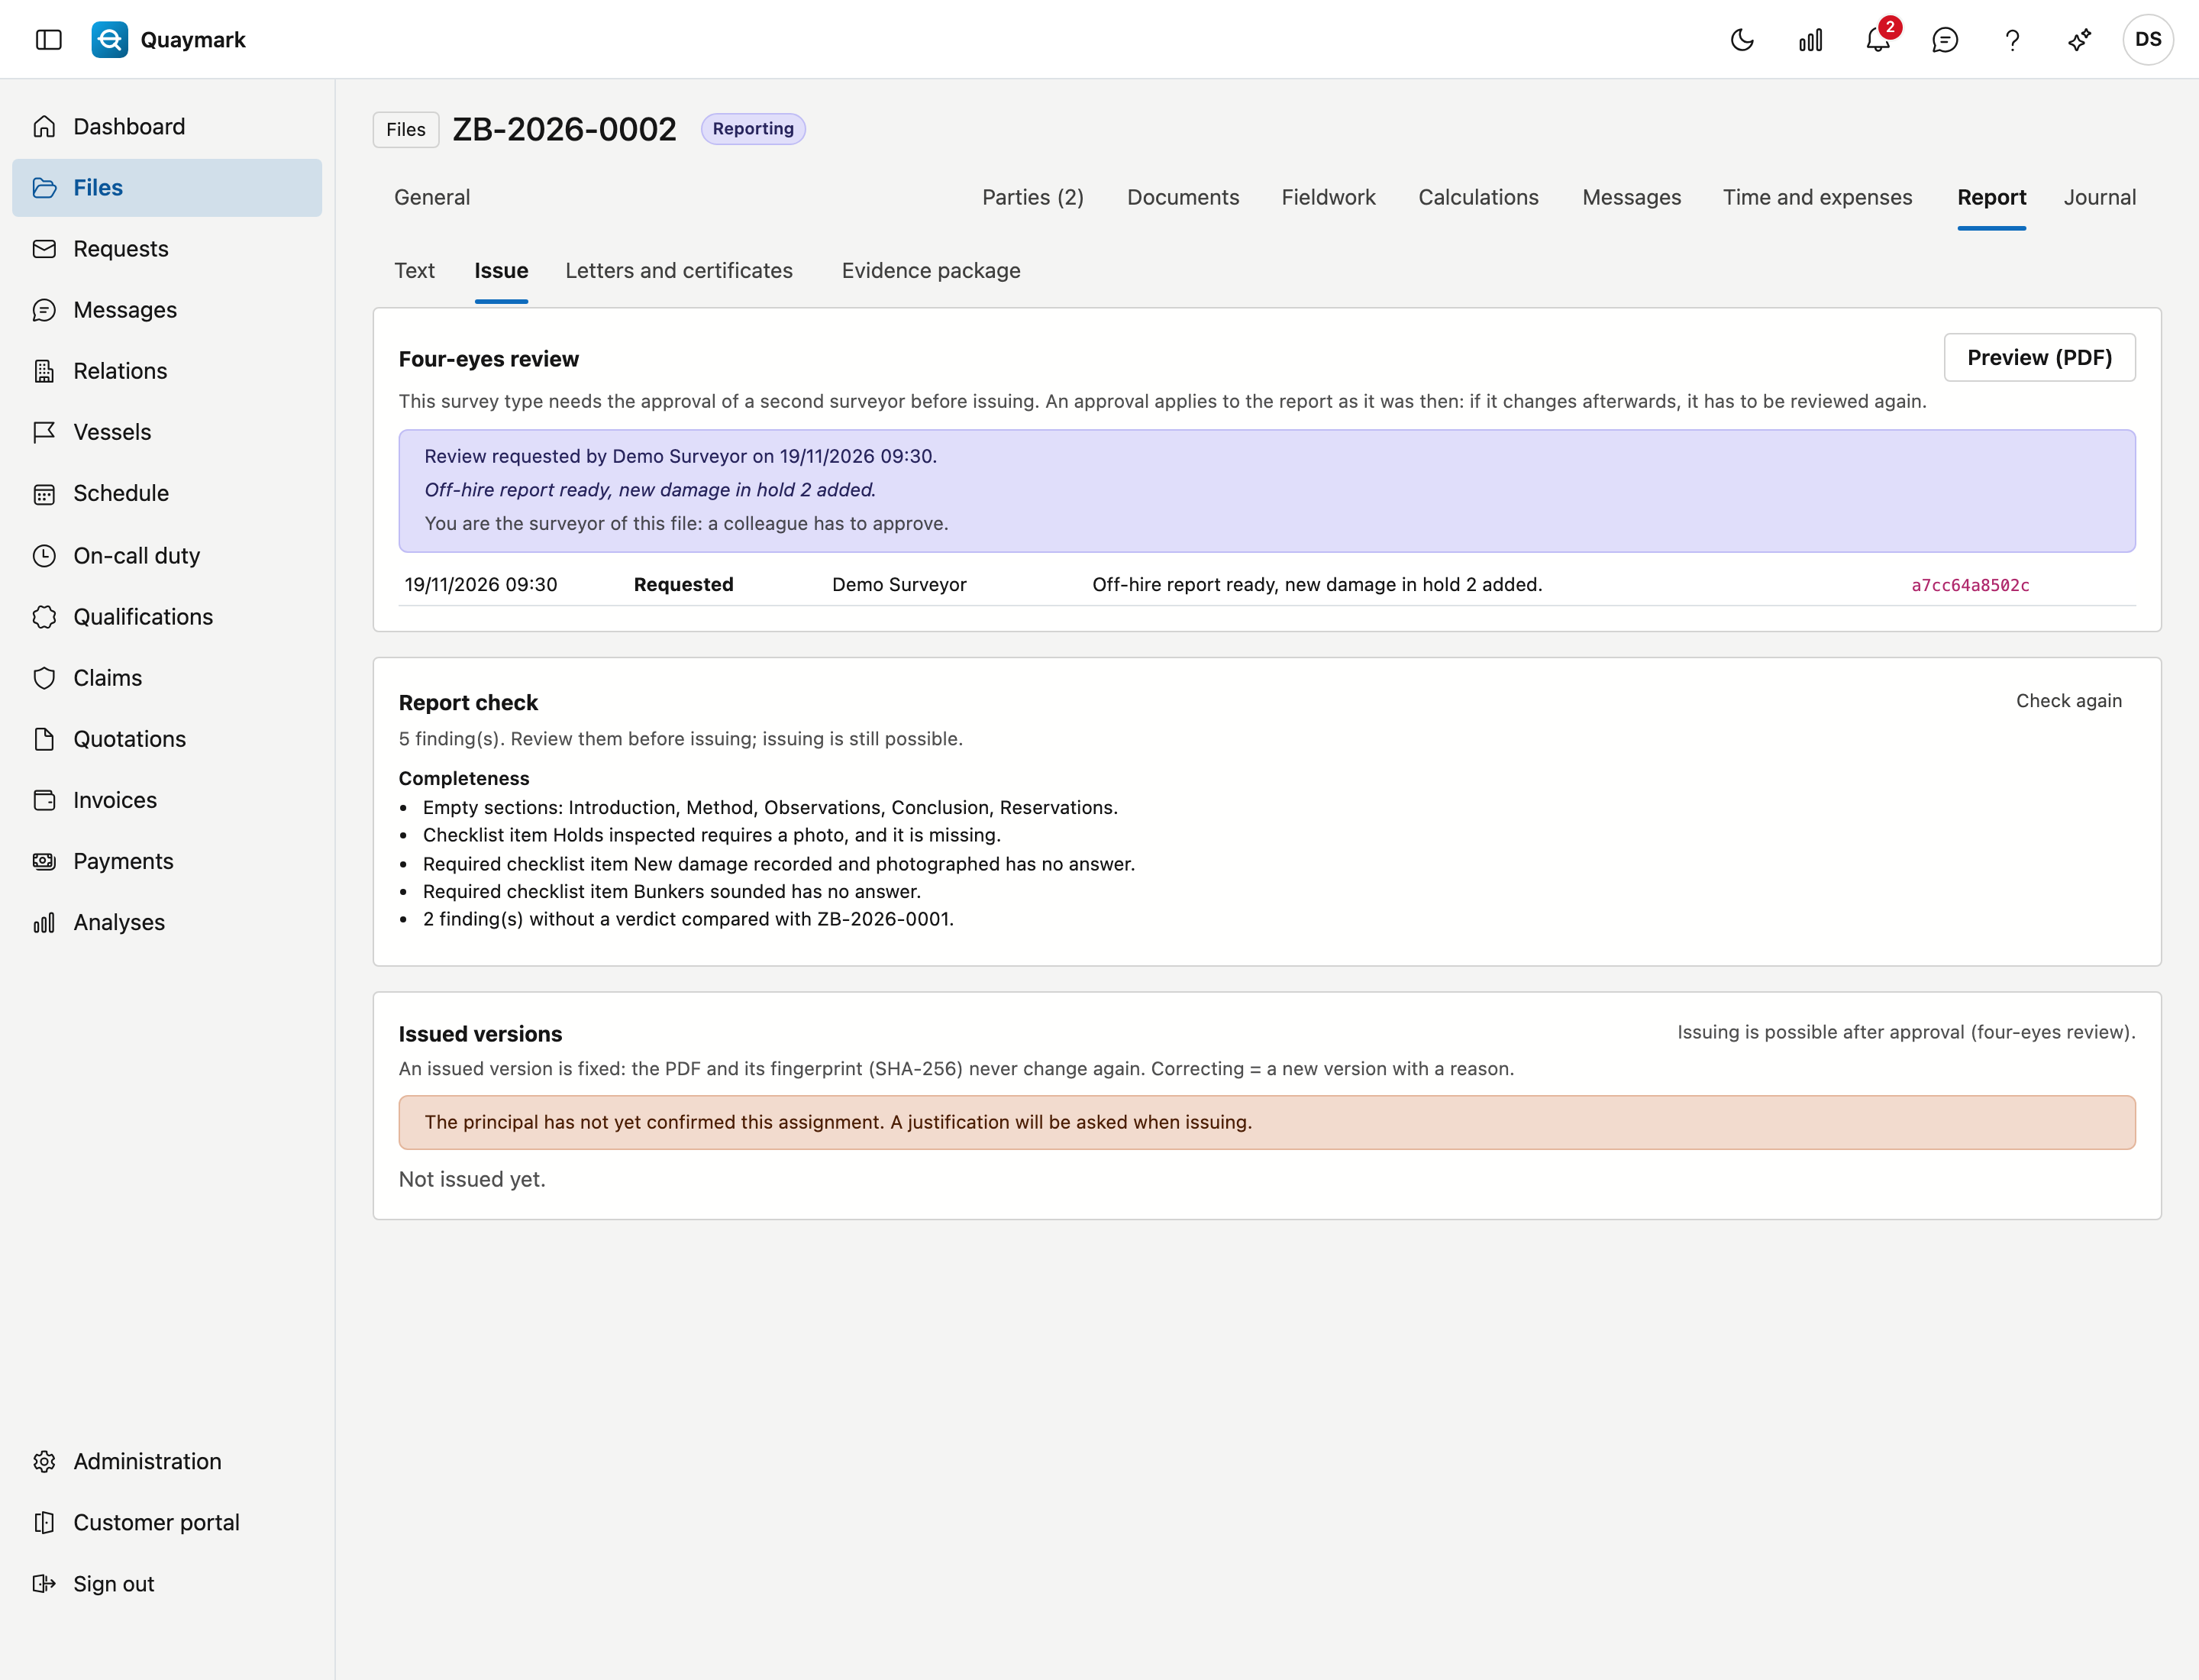 Quaymark
2
DS
Dashboard
Files
Requests
Messages
Relations
Vessels
Schedule
On-call duty
Qualifications
Claims
Quotations
Invoices
Payments
Analyses
Administration
Customer portal
Sign out
Files ZB-2026-0002 Reporting
General Parties (2) Documents Fieldwork Calculations Messages Time and expenses Report Journal
Text Issue Letters and certificates Evidence package
Four-eyes review Preview (PDF)
This survey type needs the approval of a second surveyor before issuing. An approval applies to the report as it was then: if it changes afterwards, it has to be reviewed again.
Review requested by Demo Surveyor on 19/11/2026 09:30.
Off-hire report ready, new damage in hold 2 added.
You are the surveyor of this file: a colleague has to approve.
19/11/2026 09:30 Requested Demo Surveyor Off-hire report ready, new damage in hold 2 added. a7cc64a8502c
Report check Check again
5 finding(s). Review them before issuing; issuing is still possible.
Completeness
• Empty sections: Introduction, Method, Observations, Conclusion, Reservations.
• Checklist item Holds inspected requires a photo, and it is missing.
• Required checklist item New damage recorded and photographed has no answer.
• Required checklist item Bunkers sounded has no answer.
• 2 finding(s) without a verdict compared with ZB-2026-0001.
Issued versions Issuing is possible after approval (four-eyes review).
An issued version is fixed: the PDF and its fingerprint (SHA-256) never change again. Correcting = a new version with a reason.
The principal has not yet confirmed this assignment. A justification will be asked when issuing.
Not issued yet.